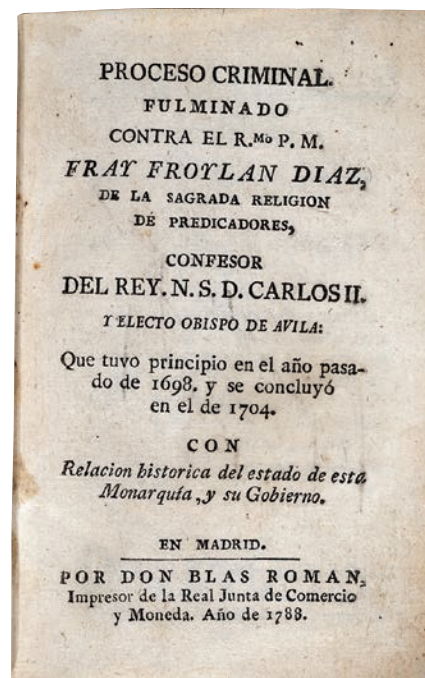 PROCESO CRIMINAL.
FULMINADO
CONTRA EL R.Mo P. M.
FRAY FROYLAN DIAZ,
DE LA SAGRADA RELIGION
DE PREDICADORES,
CONFESOR
DEL REY. N. S. D. CARLOS II.
Y ELECTO OBISPO DE AVILA:
Que tuvo principio en el año pasa-
do de 1698. y se concluyó
en el de 1704.
CON
Relacion historica del estado de esta
Monarquía, y su Gobierno.
EN MADRID.
POR DON BLAS ROMAN,
Impresor de la Real Junta de Comercio
y Moneda. Año de 1788.